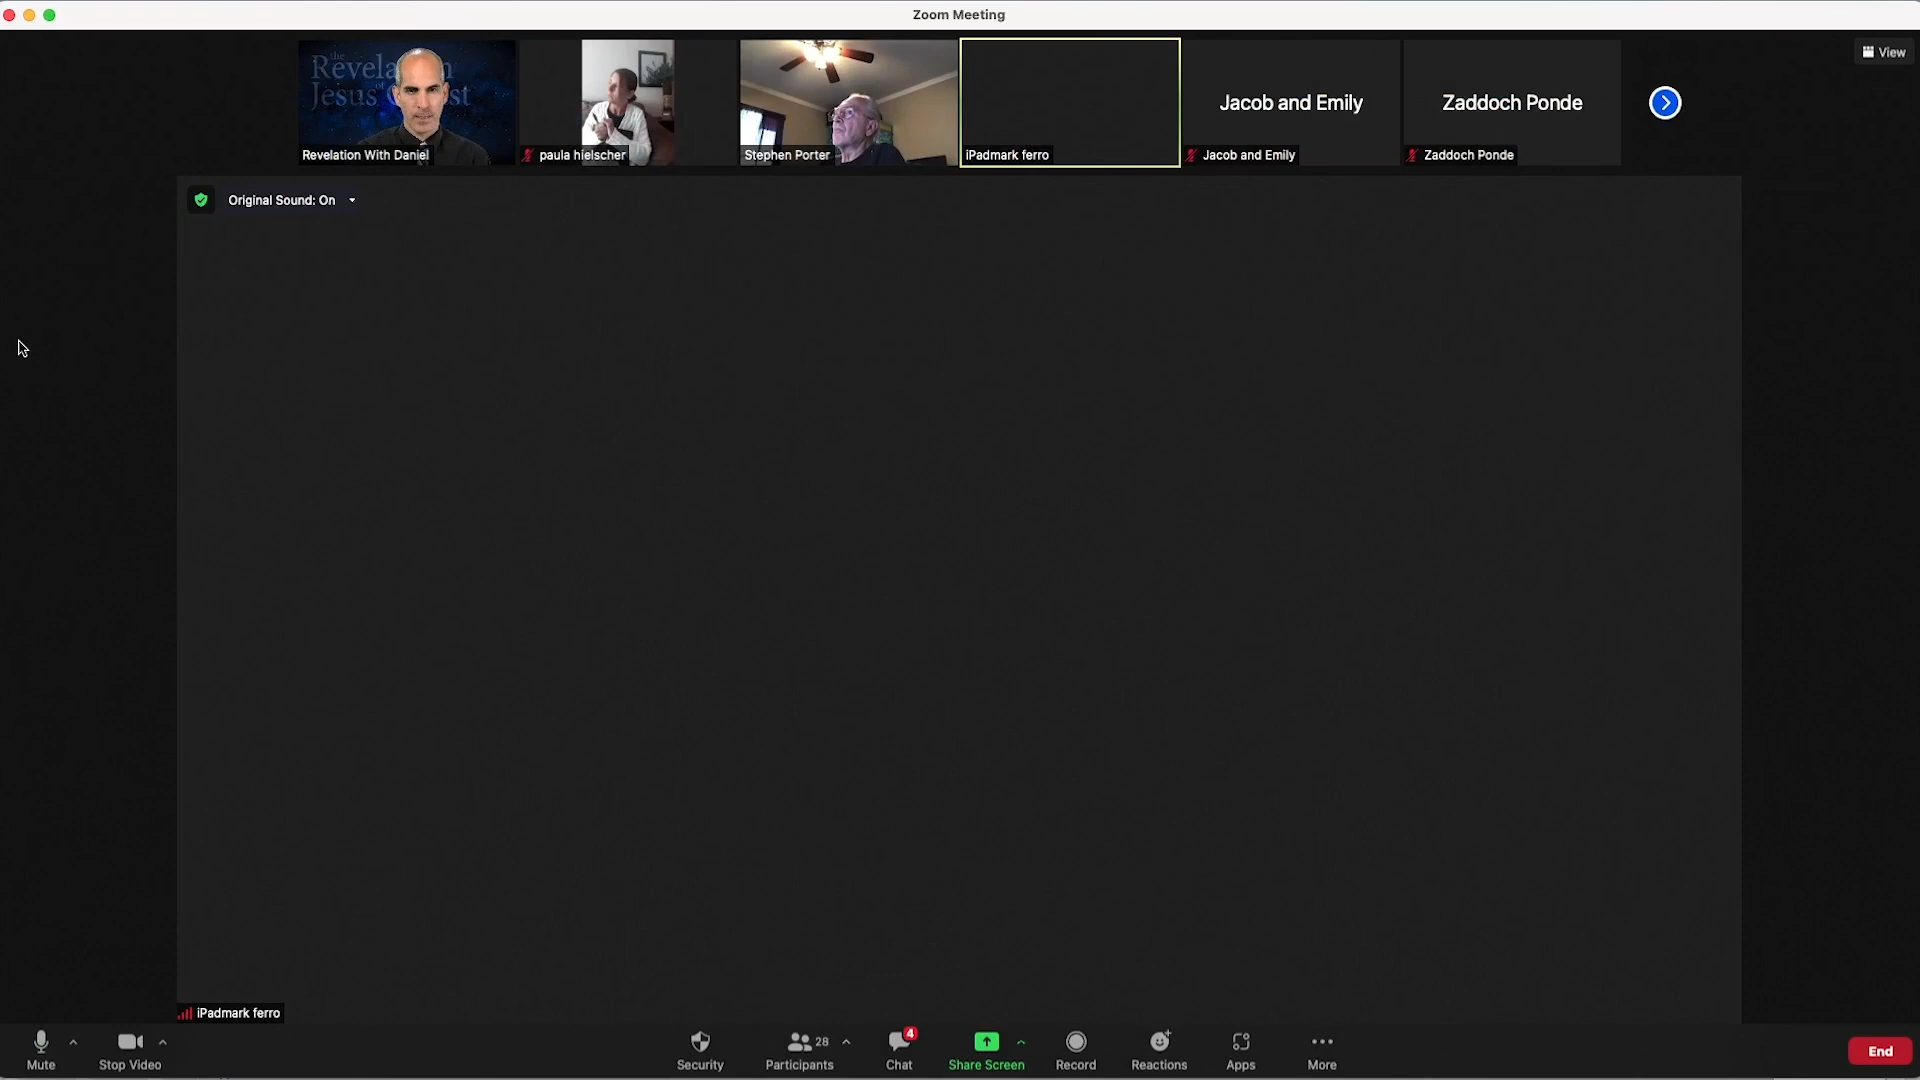 Zoom Meeting
View
the
Revela n
of
Jesus C st
Revelation With Daniel
paula hielscher
Stephen Porter
iPadmark ferro
Jacob and Emily
Jacob and Emily
Zaddoch Ponde
Zaddoch Ponde
Original Sound: On
iPadmark ferro
Mute
Stop Video
Security
28
Participants
4
Chat
Share Screen
Record
Reactions
Apps
More
End